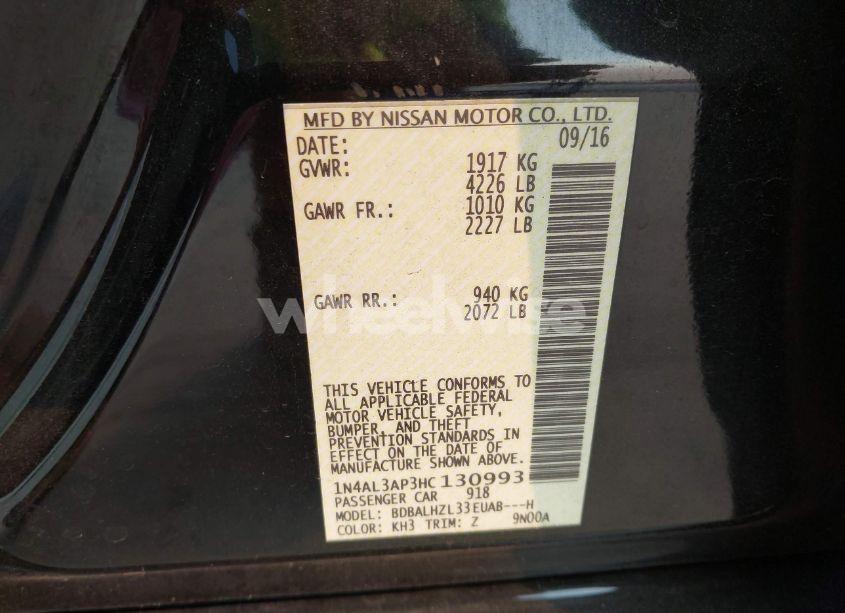 MFD BY NISSAN MOTOR CO., LTD.
DATE: 09/16
GVWR: 1917 KG
4226 LB
GAWR FR.: 1010 KG
2227 LB
GAWR RR.: 940 KG
2072 LB
wheelwise
THIS VEHICLE CONFORMS TO
ALL APPLICABLE FEDERAL
MOTOR VEHICLE SAFETY,
BUMPER, AND THEFT
PREVENTION STANDARDS IN
EFFECT ON THE DATE OF
MANUFACTURE SHOWN ABOVE.
1N4AL3AP3HC 130993
PASSENGER CAR 918
MODEL: BDBALHZL33EUAB---H
COLOR: KH3 TRIM: Z 9N00A